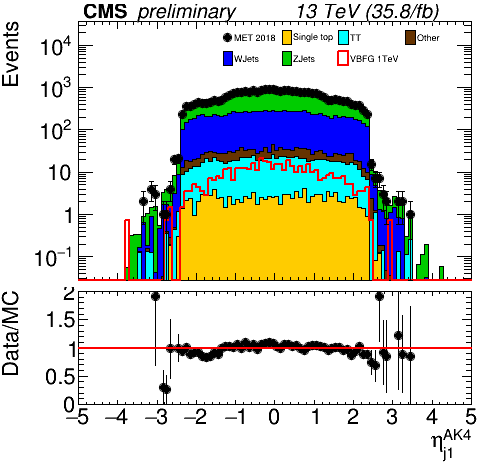 CMS preliminary 13 TeV (35.8/fb)
Events
MET 2018 Single top TT Other
WJets ZJets VBFG 1TeV
10⁴
10³
10²
10
1
10⁻¹
Data/MC
2
1.5
1
0.5
0
−5 −4 −3 −2 −1 0 1 2 3 4 5
η_j1^AK4